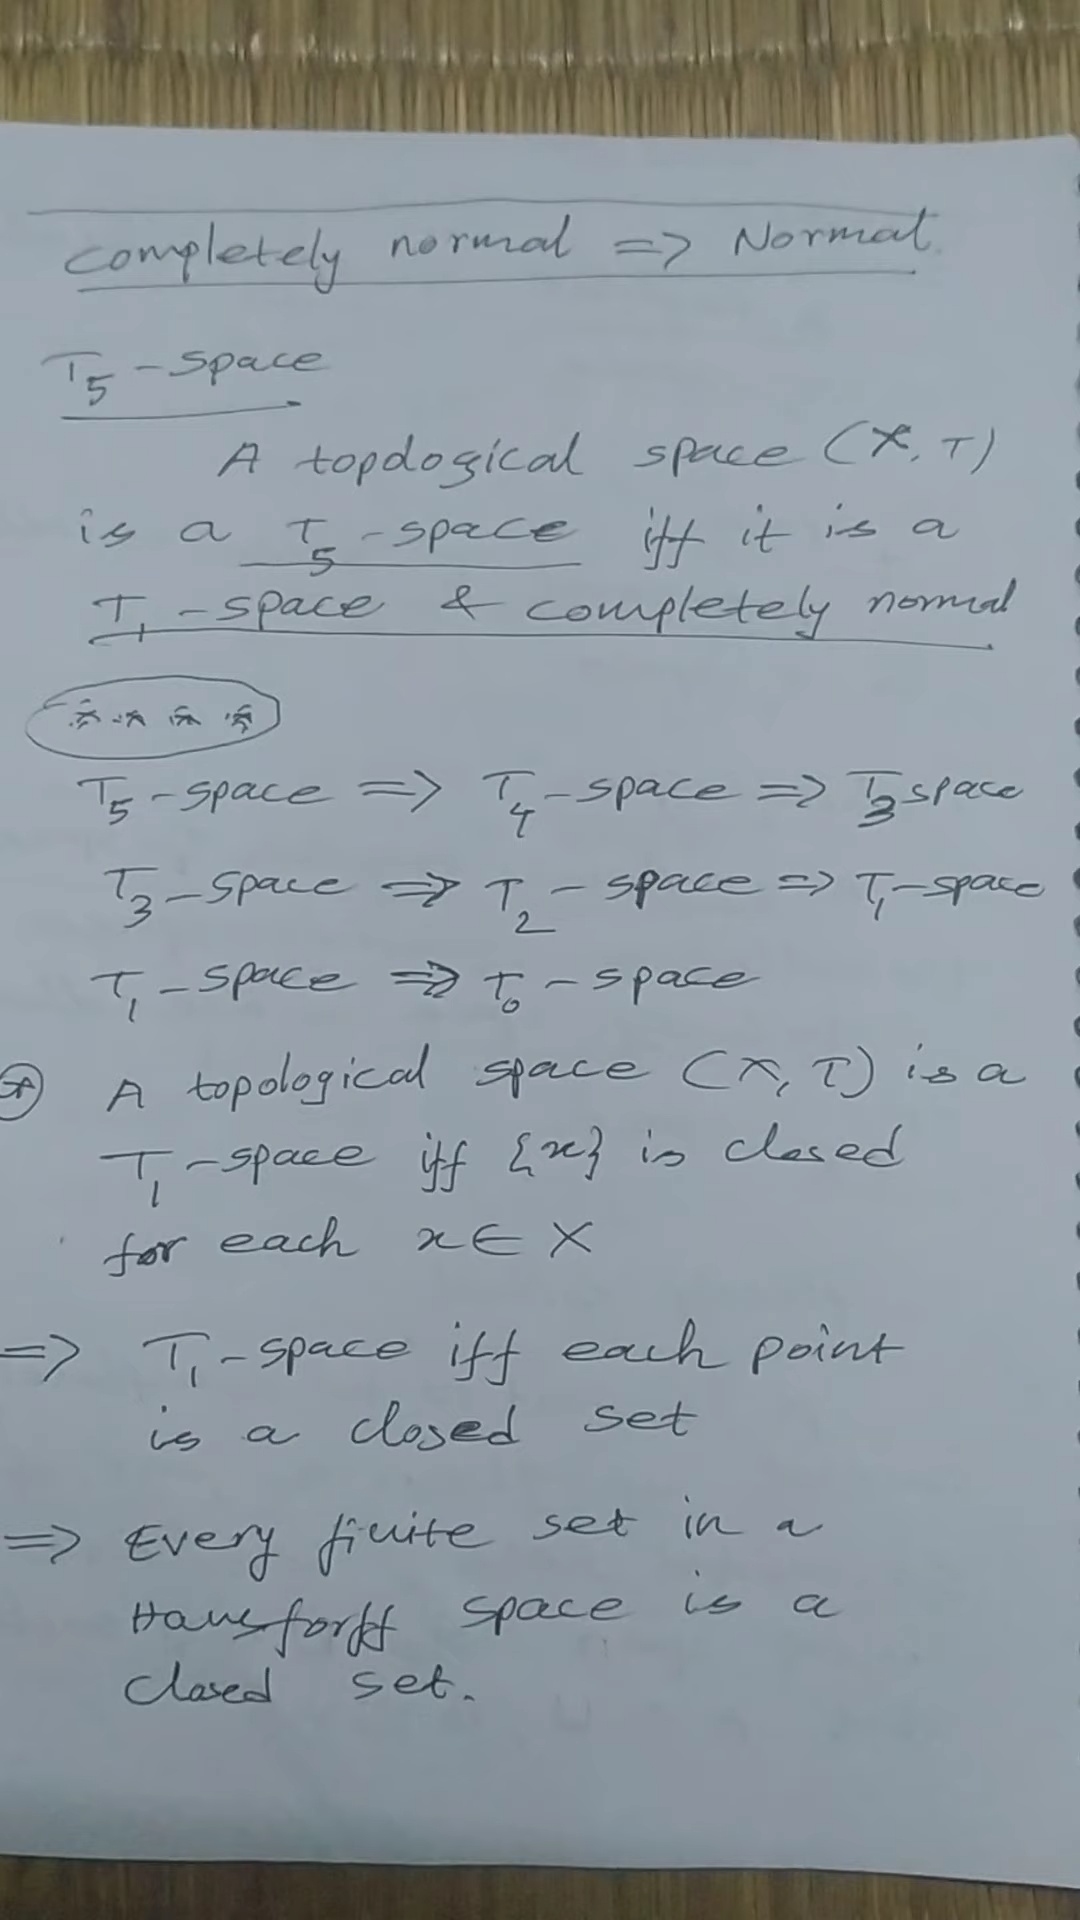 completely normal => Normal.
T5-space
A topological space (X, T)
is a T5-space iff it is a
T1-space & completely normal
T5-space => T4-space => T3 space
T3-space => T2-space => T1-space
T1-space => T0-space
A topological space (X, T) is a
T1-space iff {x} is closed
for each x ∈ X
=> T1-space iff each point
is a closed set
=> Every finite set in a
Hausforff space is a
closed set.